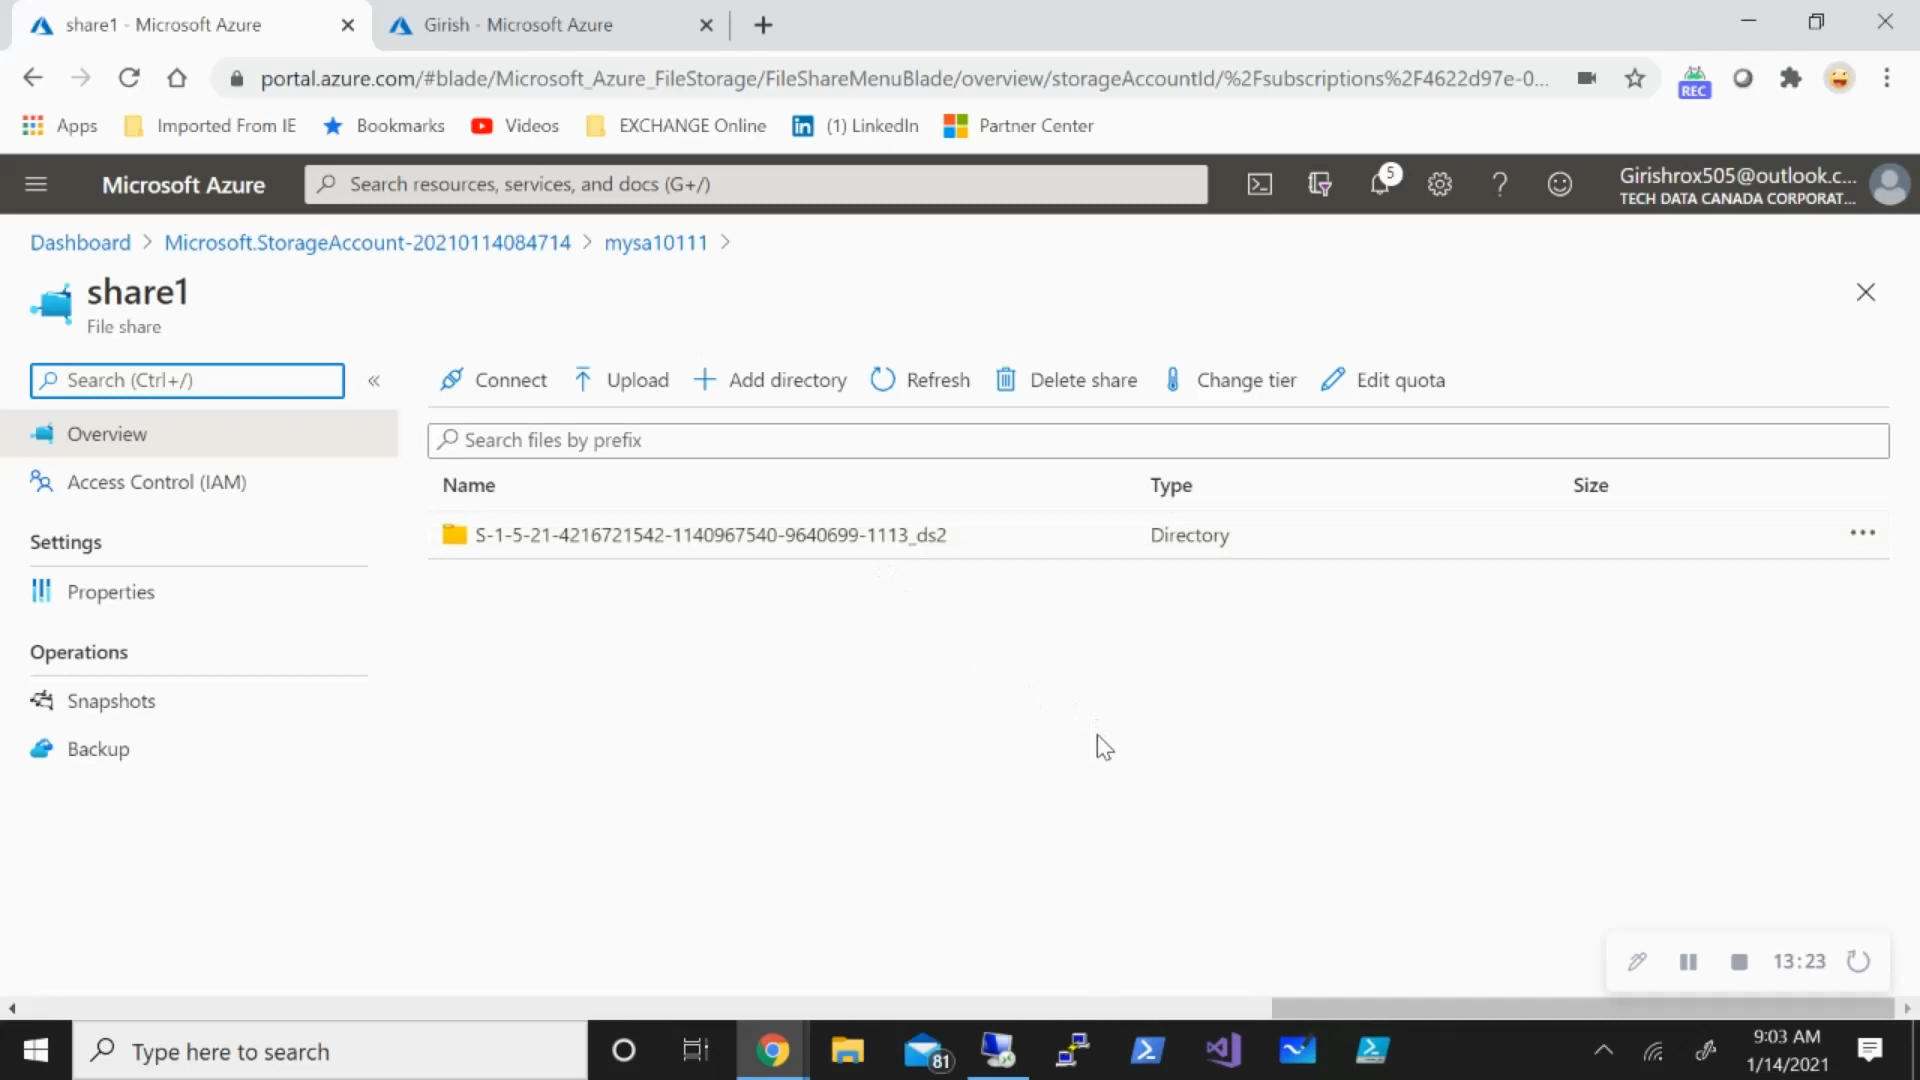 share1 - Microsoft Azure
Girish - Microsoft Azure
portal.azure.com/#blade/Microsoft_Azure_FileStorage/FileShareMenuBlade/overview/storageAccountId/%2Fsubscriptions%2F4622d97e-0...
REC
Apps
Imported From IE
Bookmarks
Videos
EXCHANGE Online
in
(1) LinkedIn
Partner Center
Microsoft Azure
Search resources, services, and docs (G+/)
5
Girishrox505@outlook.c...
TECH DATA CANADA CORPORAT...
Dashboard > Microsoft.StorageAccount-20210114084714 > mysa10111 >
share1
File share
Search (Ctrl+/)
«
Connect
Upload
Add directory
Refresh
Delete share
Change tier
Edit quota
Overview
Search files by prefix
Access Control (IAM)
Name
Type
Size
S-1-5-21-4216721542-1140967540-9640699-1113_ds2
Directory
Settings
Properties
Operations
Snapshots
Backup
13:23
Type here to search
81
9:03 AM
1/14/2021